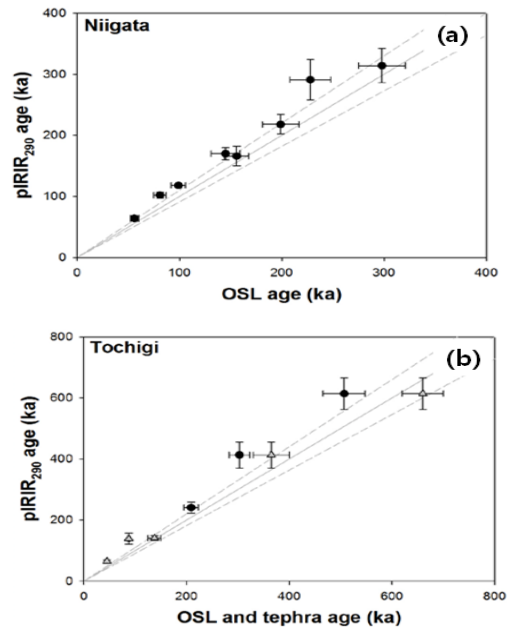 Niigata
(a)
400
300
200
100
0
pIRIR290 age (ka)
0 100 200 300 400
OSL age (ka)
Tochigi
(b)
800
600
400
200
0
pIRIR290 age (ka)
0 200 400 600 800
OSL and tephra age (ka)